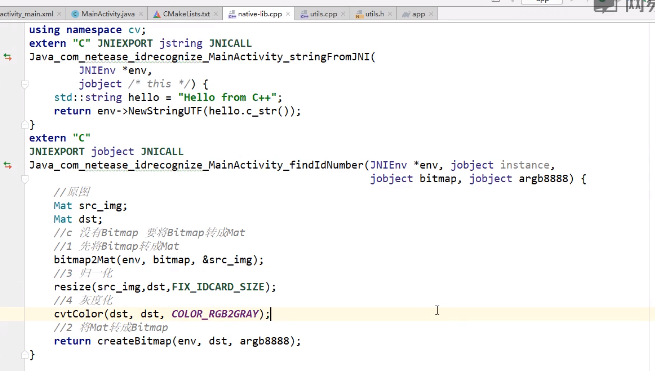 activity_main.xml MainActivity.java CMakeLists.txt native-lib.cpp utils.cpp utils.h app
using namespace cv;
extern "C" JNIEXPORT jstring JNICALL
Java_com_netease_idrecognize_MainActivity_stringFromJNI(
JNIEnv *env,
jobject /* this */) {
std::string hello = "Hello from C++";
return env->NewStringUTF(hello.c_str());
}
extern "C"
JNIEXPORT jobject JNICALL
Java_com_netease_idrecognize_MainActivity_findIdNumber(JNIEnv *env, jobject instance,
jobject bitmap, jobject argb8888) {
//原图
Mat src_img;
Mat dst;
//c 没有Bitmap 要将Bitmap转成Mat
//1 先将Bitmap转成Mat
bitmap2Mat(env, bitmap, &src_img);
//3 归一化
resize(src_img,dst,FIX_IDCARD_SIZE);
//4 灰度化
cvtColor(dst, dst, COLOR_RGB2GRAY);
//2 将Mat转成Bitmap
return createBitmap(env, dst, argb8888);
}